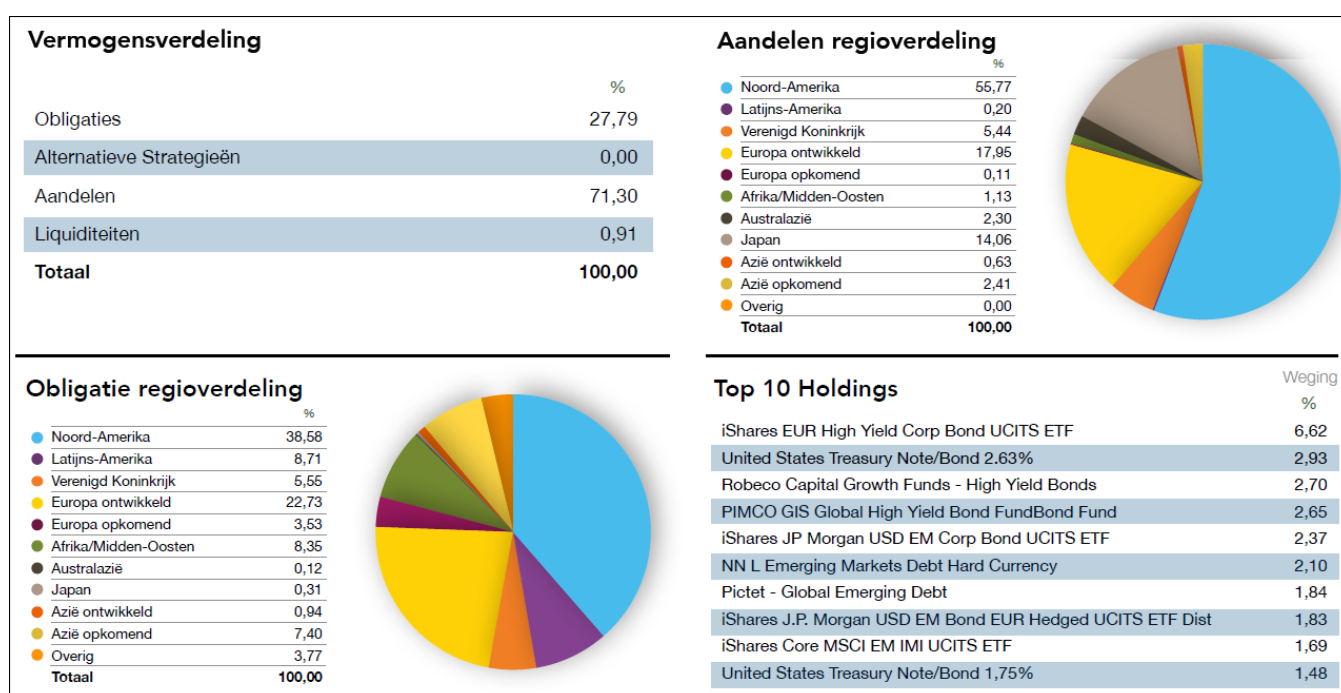 Vermogensverdeling
%
Obligaties 27,79
Alternatieve Strategieën 0,00
Aandelen 71,30
Liquiditeiten 0,91
Totaal 100,00
Aandelen regioverdeling
%
Noord-Amerika 55,77
Latijns-Amerika 0,20
Verenigd Koninkrijk 5,44
Europa ontwikkeld 17,95
Europa opkomend 0,11
Afrika/Midden-Oosten 1,13
Australazië 2,30
Japan 14,06
Azië ontwikkeld 0,63
Azië opkomend 2,41
Overig 0,00
Totaal 100,00
Obligatie regioverdeling
%
Noord-Amerika 38,58
Latijns-Amerika 8,71
Verenigd Koninkrijk 5,55
Europa ontwikkeld 22,73
Europa opkomend 3,53
Afrika/Midden-Oosten 8,35
Australazië 0,12
Japan 0,31
Azië ontwikkeld 0,94
Azië opkomend 7,40
Overig 3,77
Totaal 100,00
Top 10 Holdings Weging
%
iShares EUR High Yield Corp Bond UCITS ETF 6,62
United States Treasury Note/Bond 2.63% 2,93
Robeco Capital Growth Funds - High Yield Bonds 2,70
PIMCO GIS Global High Yield Bond FundBond Fund 2,65
iShares JP Morgan USD EM Corp Bond UCITS ETF 2,37
NN L Emerging Markets Debt Hard Currency 2,10
Pictet - Global Emerging Debt 1,84
iShares J.P. Morgan USD EM Bond EUR Hedged UCITS ETF Dist 1,83
iShares Core MSCI EM IMI UCITS ETF 1,69
United States Treasury Note/Bond 1,75% 1,48